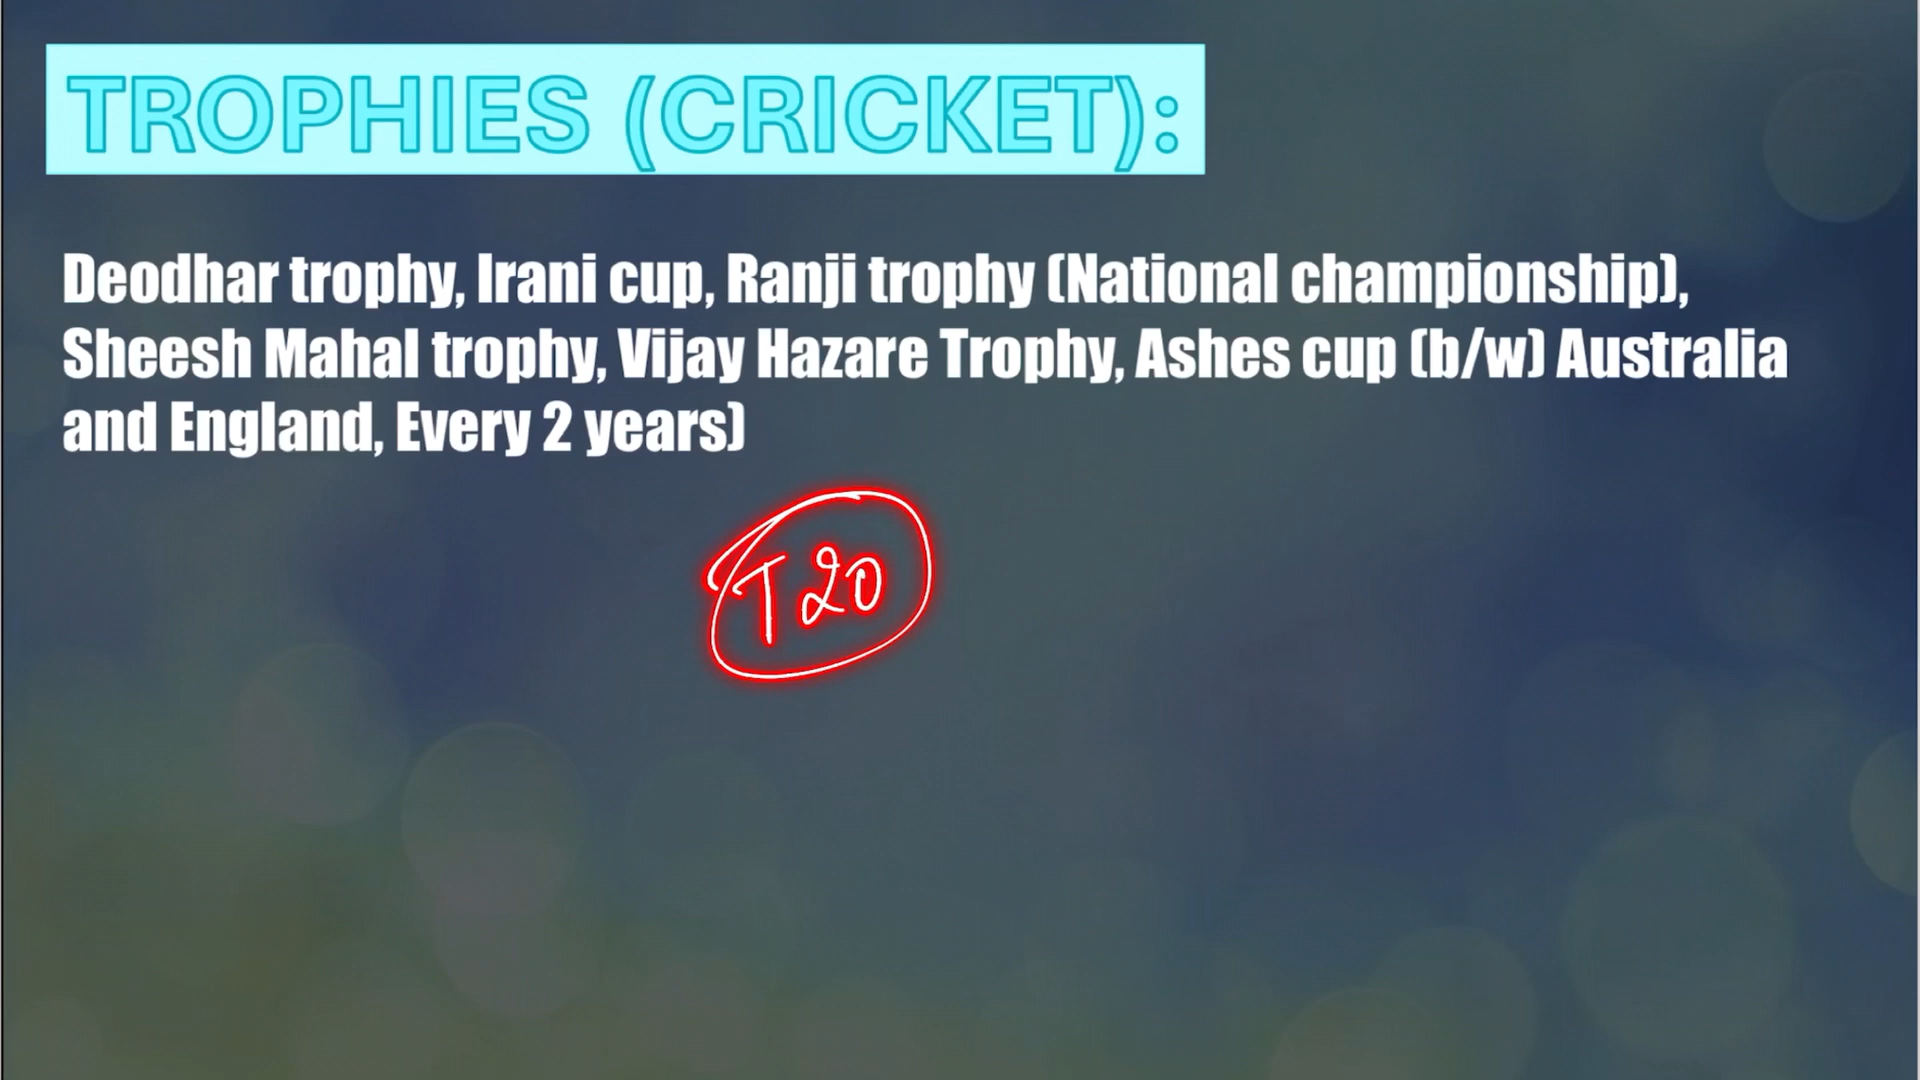 TROPHIES (CRICKET):
Deodhar trophy, Irani cup, Ranji trophy (National championship),
Sheesh Mahal trophy, Vijay Hazare Trophy, Ashes cup (b/w) Australia
and England, Every 2 years)
T20